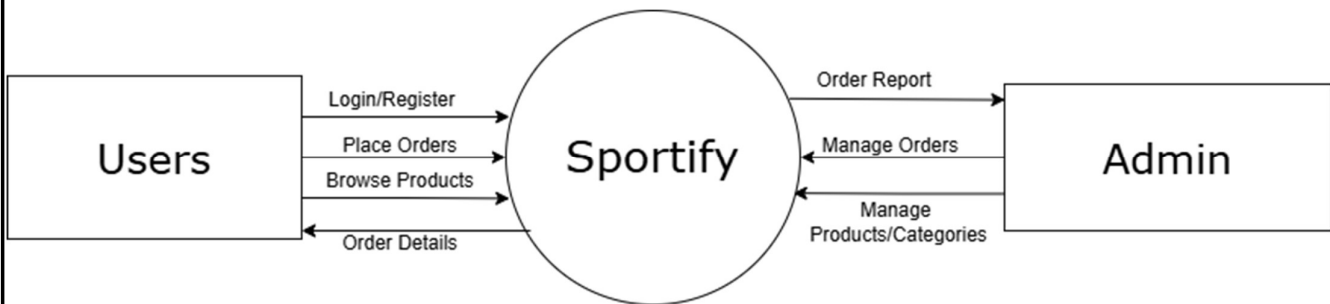 Users
Login/Register
Place Orders
Browse Products
Order Details
Sportify
Order Report
Manage Orders
Manage
Products/Categories
Admin